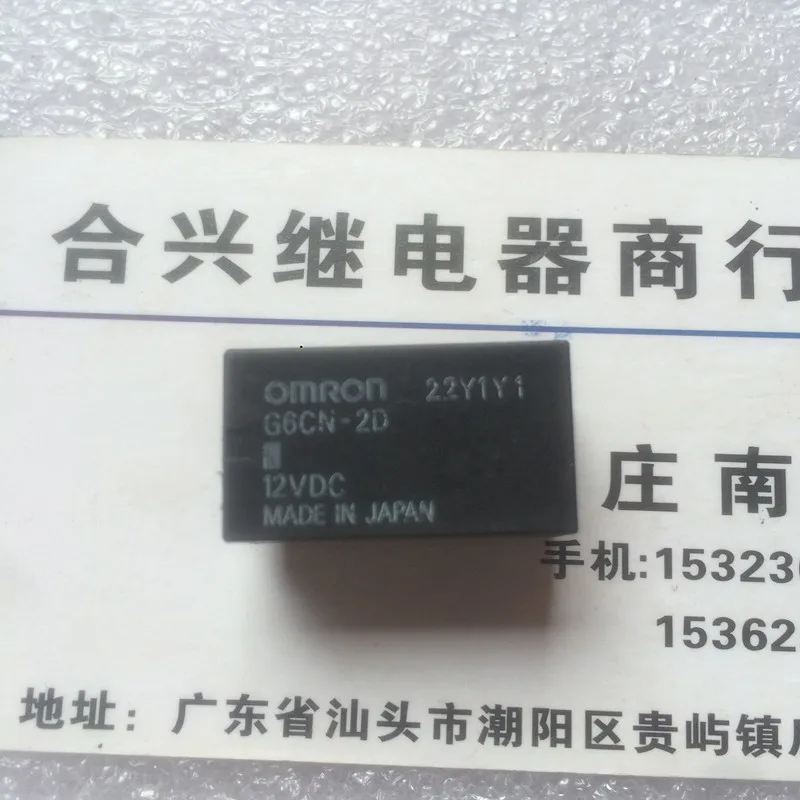 合兴继电器商行
omron 22Y1Y1
G6CN-2D
12VDC
MADE IN JAPAN
庄南
手机:15323
15362
地址:广东省汕头市潮阳区贵屿镇